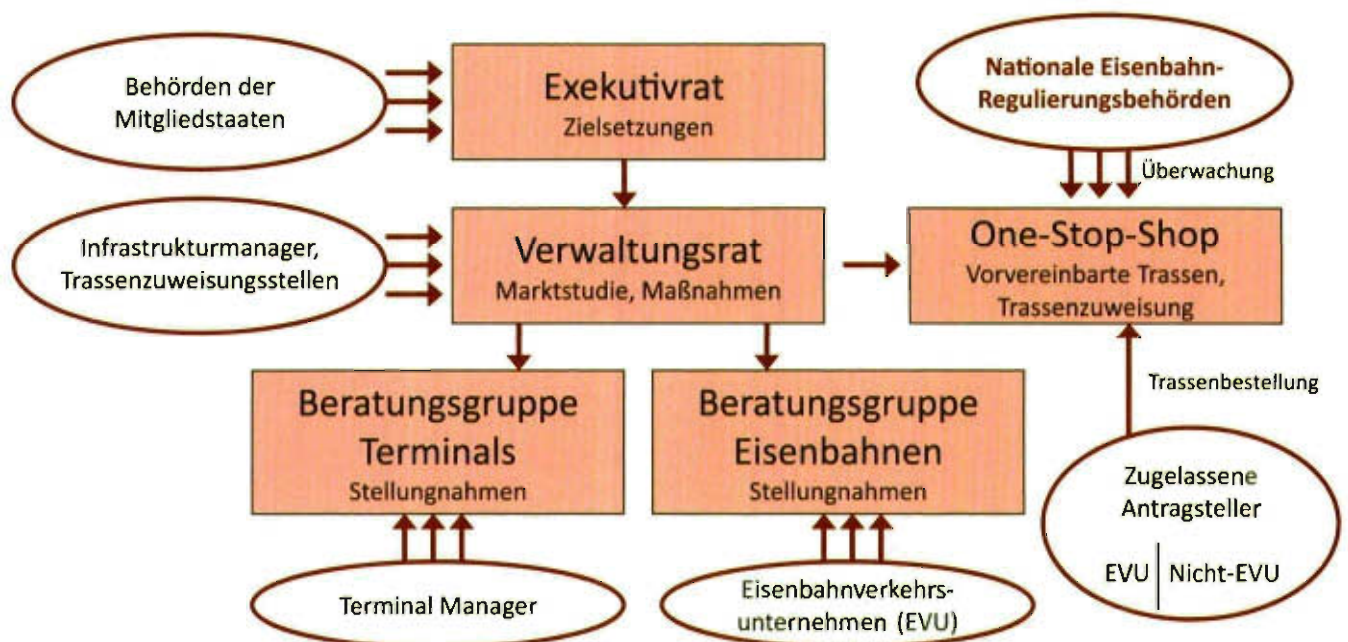 Behörden der
Mitgliedstaaten
Exekutivrat
Zielsetzungen
Nationale Eisenbahn-
Regulierungsbehörden
Überwachung
Infrastrukturmanager,
Trassenzuweisungsstellen
Verwaltungsrat
Marktstudie, Maßnahmen
One-Stop-Shop
Vorvereinbarte Trassen,
Trassenzuweisung
Trassenbestellung
Beratungsgruppe
Terminals
Stellungnahmen
Beratungsgruppe
Eisenbahnen
Stellungnahmen
Zugelassene
Antragsteller
EVU | Nicht-EVU
Terminal Manager
Eisenbahnverkehrs-
unternehmen (EVU)